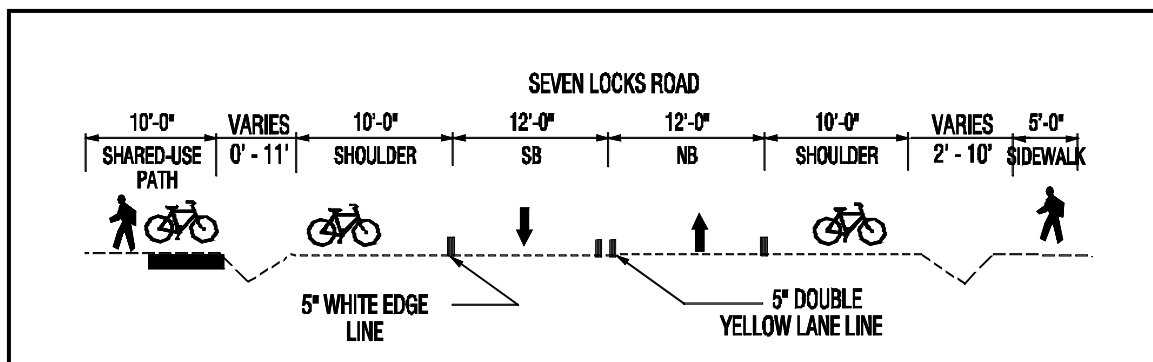 SEVEN LOCKS ROAD
10'-0" VARIES 10'-0" 12'-0" 12'-0" 10'-0" VARIES 5'-0"
SHARED-USE 0' - 11' SHOULDER SB NB SHOULDER 2' - 10' SIDEWALK
PATH
5" WHITE EDGE 5" DOUBLE
LINE YELLOW LANE LINE